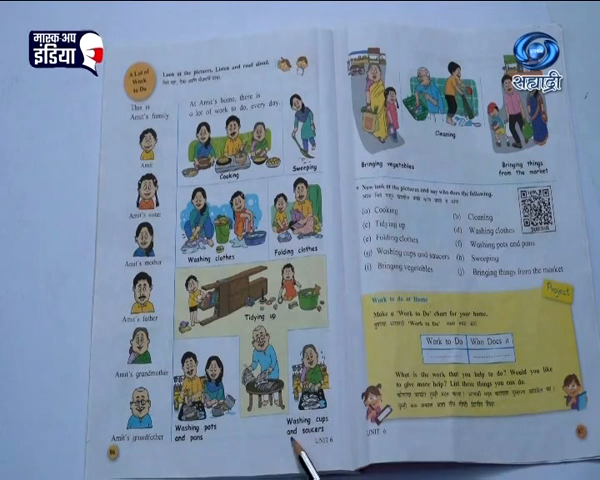 मास्क अप
इंडिया
सह्याद्री
A Lot of
Work
to Do
Look at the pictures, Listen and read aloud.
This is
Amit's family.
At Amit's home, there is
a lot of work to do, every day.
Amit
Amit's sister
Amit's mother
Amit's father
Amit's grandmother
Amit's grandfather
Cooking
Sweeping
Washing clothes
Folding clothes
Tidying up
Washing pots
and pans
Washing cups
and saucers
UNIT 6
86
Bringing vegetables
Cleaning
Bringing things
from the market
Now look at the pictures and say who does the following.
(a) Cooking
(b) Cleaning
(c) Tidying up
(d) Washing clothes
(e) Folding clothes
(f) Washing pots and pans
(g) Washing cups and saucers
(h) Sweeping
(i) Bringing vegetables
(j) Bringing things from the market
Project
Work to do at Home
Make a 'Work to Do' chart for your home.
Work to Do
Who Does it
What is the work that you help to do? Would you like
to give more help? List three things you can do.
UNIT 6
87